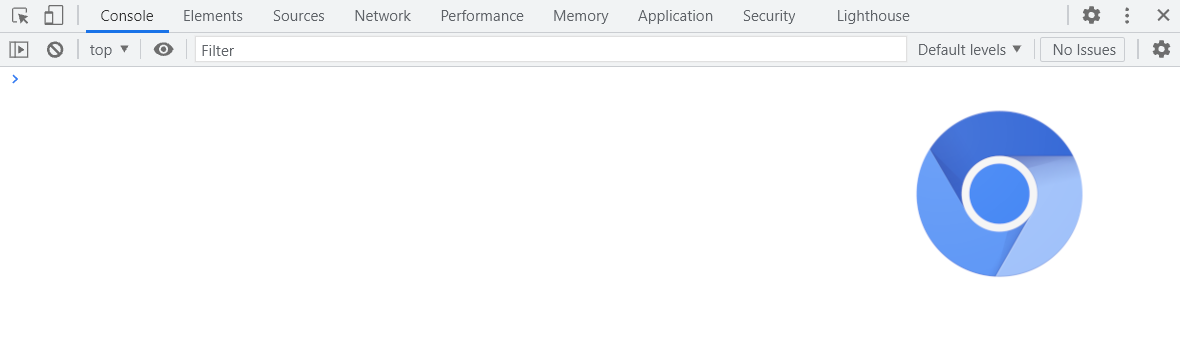 Console Elements Sources Network Performance Memory Application Security Lighthouse
top Filter Default levels No Issues